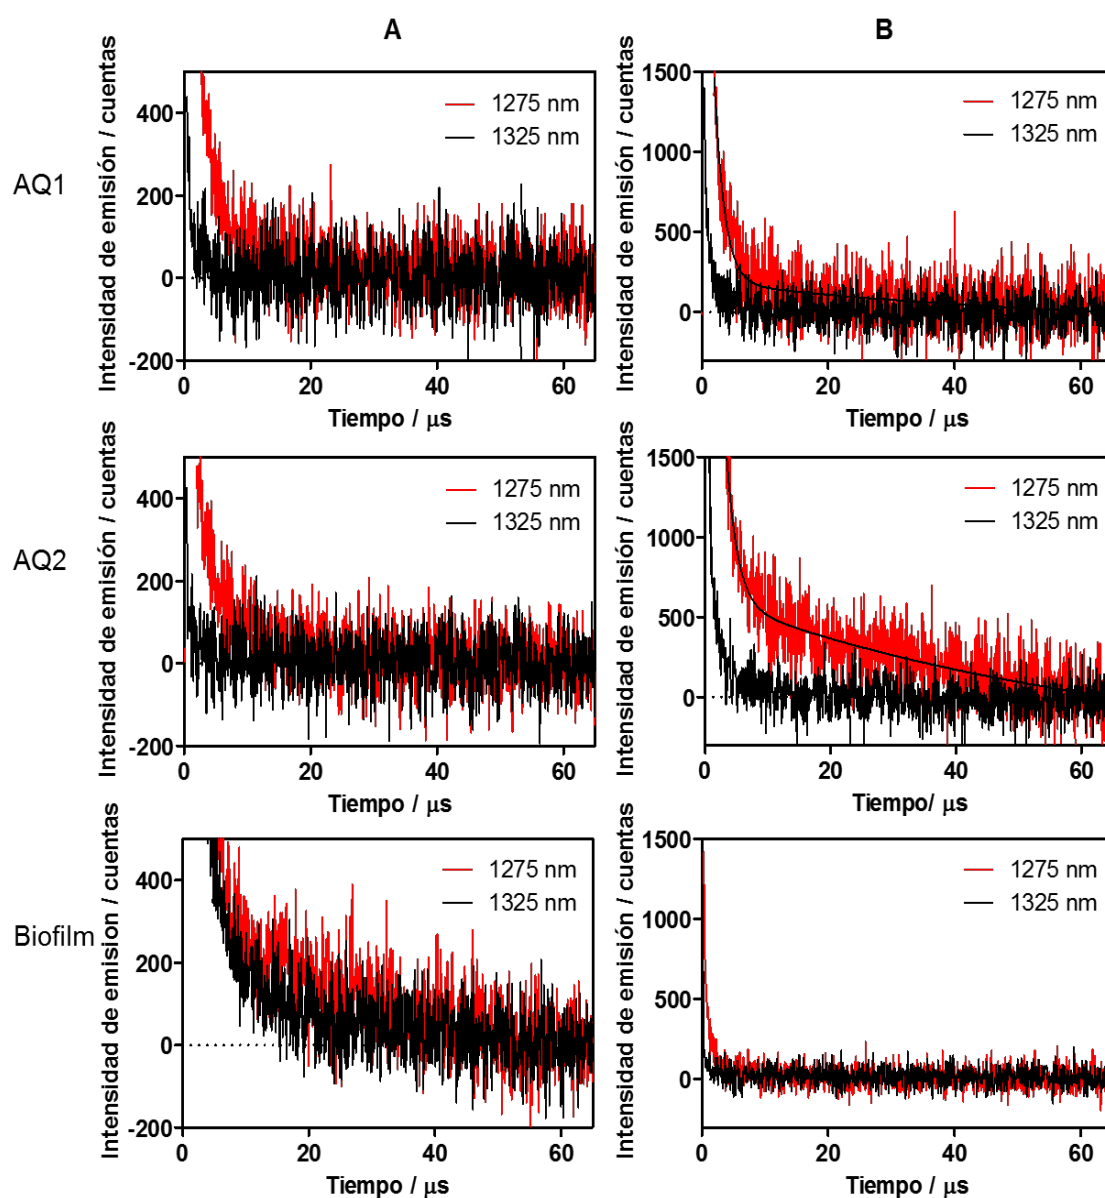 A
B
AQ1
Intensidad de emisión / cuentas
400
200
0
-200
1275 nm
1325 nm
0
20
40
60
Tiempo / μs
Intensidad de emisión / cuentas
1500
1000
500
0
1275 nm
1325 nm
0
20
40
60
Tiempo / μs
AQ2
Intensidad de emisión / cuentas
400
200
0
-200
1275 nm
1325 nm
0
20
40
60
Tiempo / μs
Intensidad de emisión / cuentas
1500
1000
500
0
1275 nm
1325 nm
0
20
40
60
Tiempo/ μs
Biofilm
Intensidad de emision / cuentas
400
200
0
-200
1275 nm
1325 nm
0
20
40
60
Tiempo / μs
Intensidad de emisión / cuentas
1500
1000
500
0
1275 nm
1325 nm
0
20
40
60
Tiempo / μs